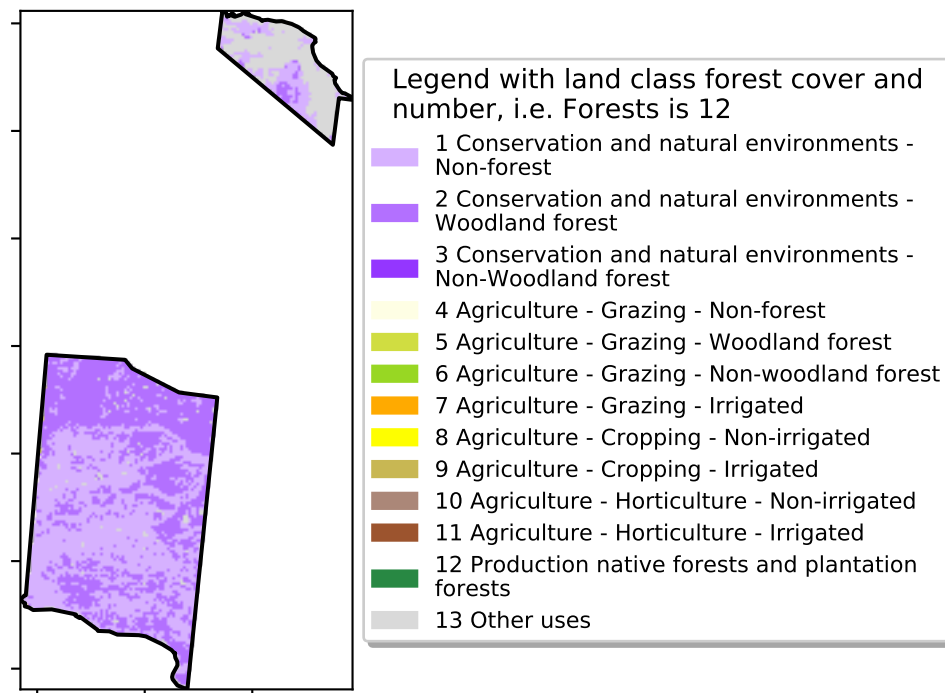 Legend with land class forest cover and
number, i.e. Forests is 12
1 Conservation and natural environments -
Non-forest
2 Conservation and natural environments -
Woodland forest
3 Conservation and natural environments -
Non-Woodland forest
4 Agriculture - Grazing - Non-forest
5 Agriculture - Grazing - Woodland forest
6 Agriculture - Grazing - Non-woodland forest
7 Agriculture - Grazing - Irrigated
8 Agriculture - Cropping - Non-irrigated
9 Agriculture - Cropping - Irrigated
10 Agriculture - Horticulture - Non-irrigated
11 Agriculture - Horticulture - Irrigated
12 Production native forests and plantation
forests
13 Other uses